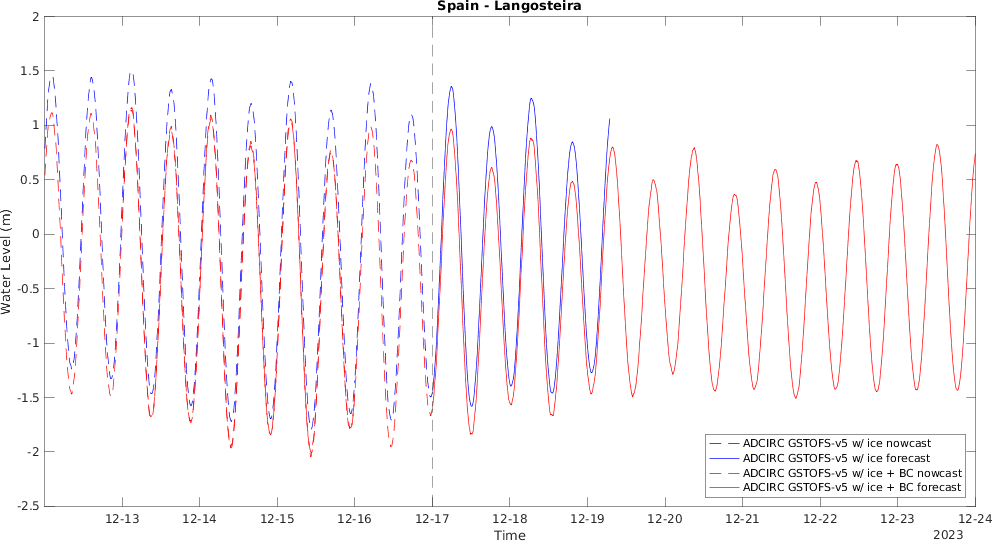 Spain - Langosteira
2
1.5
1
0.5
0
-0.5
-1
-1.5
-2
-2.5
Water Level (m)
ADCIRC GSTOFS-v5 w/ ice nowcast
ADCIRC GSTOFS-v5 w/ ice forecast
ADCIRC GSTOFS-v5 w/ ice + BC nowcast
ADCIRC GSTOFS-v5 w/ ice + BC forecast
12-13 12-14 12-15 12-16 12-17 12-18 12-19 12-20 12-21 12-22 12-23 12-24
Time
2023